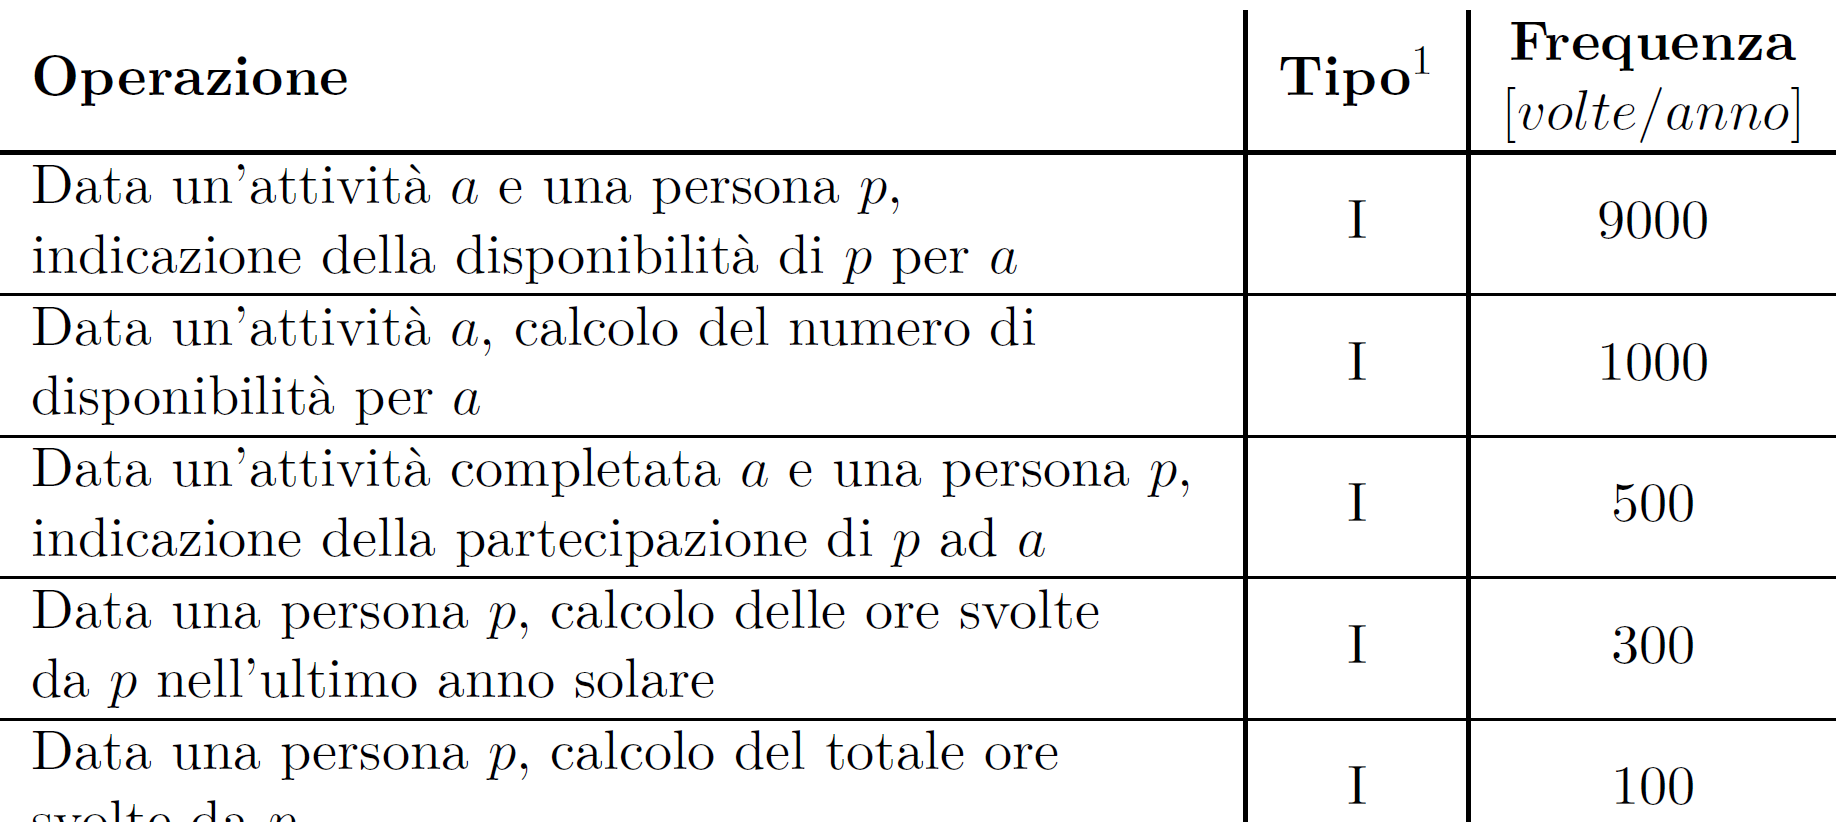 Operazione
Tipo¹
Frequenza
[volte/anno]
Data un'attività a e una persona p,
indicazione della disponibilità di p per a
I
9000
Data un'attività a, calcolo del numero di
disponibilità per a
I
1000
Data un'attività completata a e una persona p,
indicazione della partecipazione di p ad a
I
500
Data una persona p, calcolo delle ore svolte
da p nell'ultimo anno solare
I
300
Data una persona p, calcolo del totale ore
svolte da p
I
100